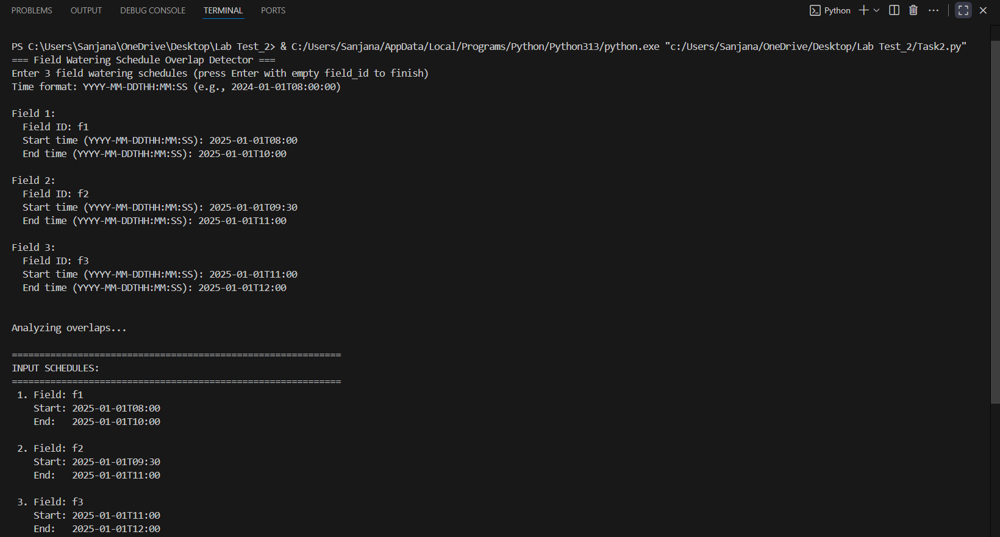 PROBLEMS OUTPUT DEBUG CONSOLE TERMINAL PORTS Python
PS C:\Users\Sanjana\OneDrive\Desktop\Lab Test_2> & C:/Users/Sanjana/AppData/Local/Programs/Python/Python313/python.exe "c:/Users/Sanjana/OneDrive/Desktop/Lab Test_2/Task2.py"
=== Field Watering Schedule Overlap Detector ===
Enter 3 field watering schedules (press Enter with empty field_id to finish)
Time format: YYYY-MM-DDTHH:MM:SS (e.g., 2024-01-01T08:00:00)
Field 1:
Field ID: f1
Start time (YYYY-MM-DDTHH:MM:SS): 2025-01-01T08:00
End time (YYYY-MM-DDTHH:MM:SS): 2025-01-01T10:00
Field 2:
Field ID: f2
Start time (YYYY-MM-DDTHH:MM:SS): 2025-01-01T09:30
End time (YYYY-MM-DDTHH:MM:SS): 2025-01-01T11:00
Field 3:
Field ID: f3
Start time (YYYY-MM-DDTHH:MM:SS): 2025-01-01T11:00
End time (YYYY-MM-DDTHH:MM:SS): 2025-01-01T12:00
Analyzing overlaps...
============================================================
INPUT SCHEDULES:
============================================================
1. Field: f1
Start: 2025-01-01T08:00
End: 2025-01-01T10:00
2. Field: f2
Start: 2025-01-01T09:30
End: 2025-01-01T11:00
3. Field: f3
Start: 2025-01-01T11:00
End: 2025-01-01T12:00